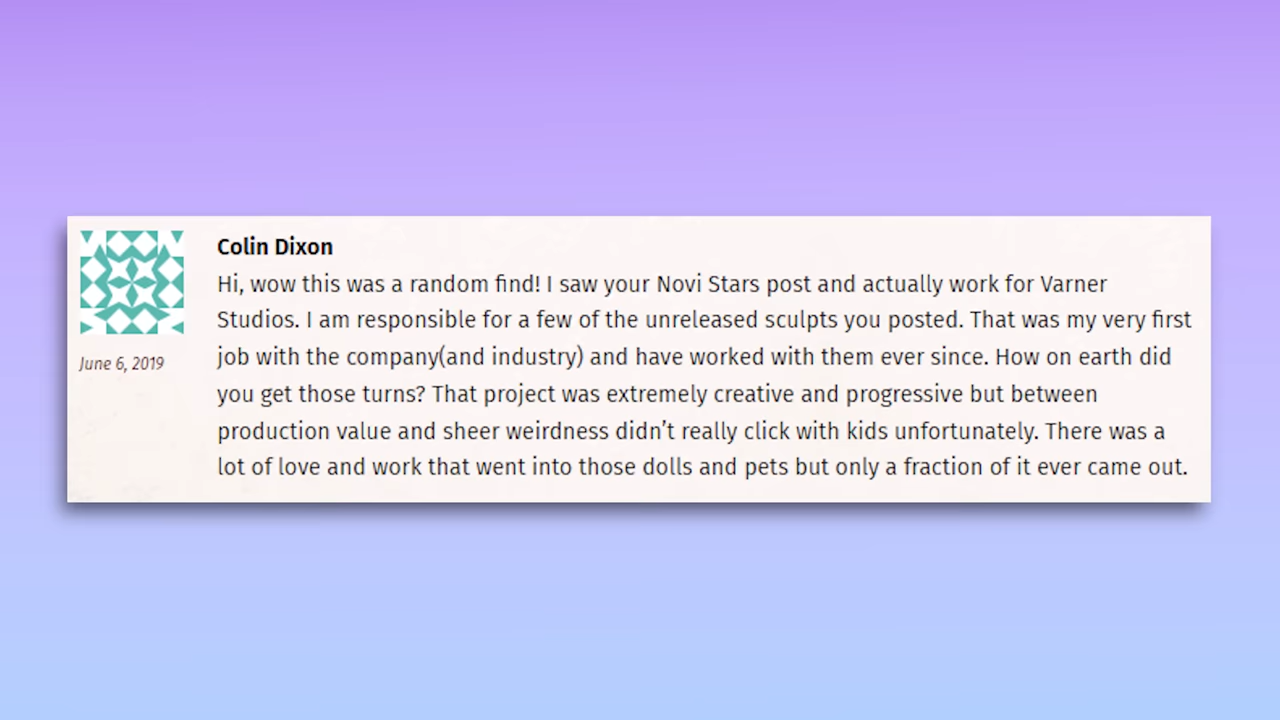 Colin Dixon
Hi, wow this was a random find! I saw your Novi Stars post and actually work for Varner
Studios. I am responsible for a few of the unreleased sculpts you posted. That was my very first
job with the company(and industry) and have worked with them ever since. How on earth did
June 6, 2019
you get those turns? That project was extremely creative and progressive but between
production value and sheer weirdness didn’t really click with kids unfortunately. There was a
lot of love and work that went into those dolls and pets but only a fraction of it ever came out.